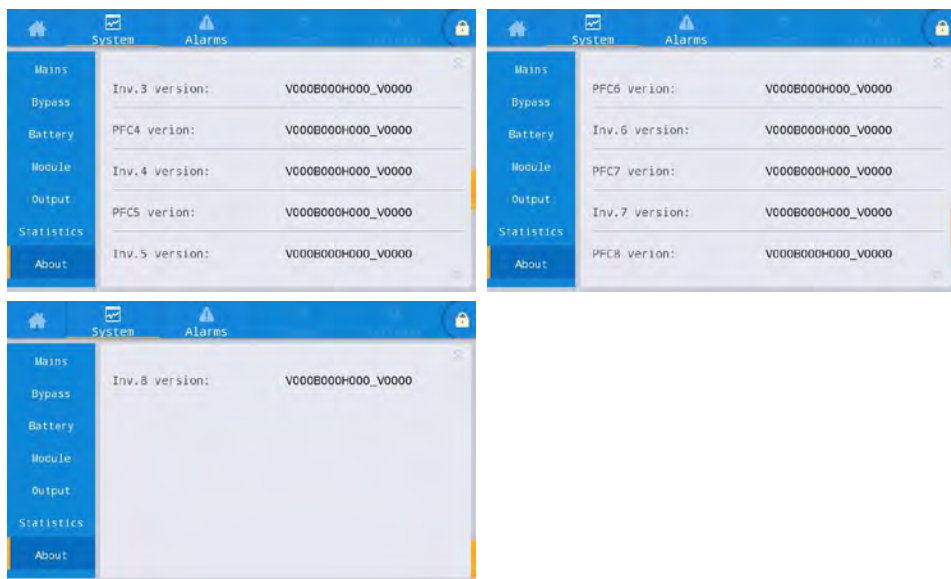 System Alarms
Mains
Bypass
Battery
Module
Output
Statistics
About
Inv.3 version: V000B000H000_V0000
PFC4 verion: V000B000H000_V0000
Inv.4 version: V000B000H000_V0000
PFC5 verion: V000B000H000_V0000
Inv.5 version: V000B000H000_V0000
System Alarms
Mains
Bypass
Battery
Module
Output
Statistics
About
PFC6 verion: V000B000H000_V0000
Inv.6 version: V000B000H000_V0000
PFC7 verion: V000B000H000_V0000
Inv.7 version: V000B000H000_V0000
PFC8 verion: V000B000H000_V0000
System Alarms
Mains
Bypass
Battery
Module
Output
Statistics
About
Inv.8 version: V000B000H000_V0000